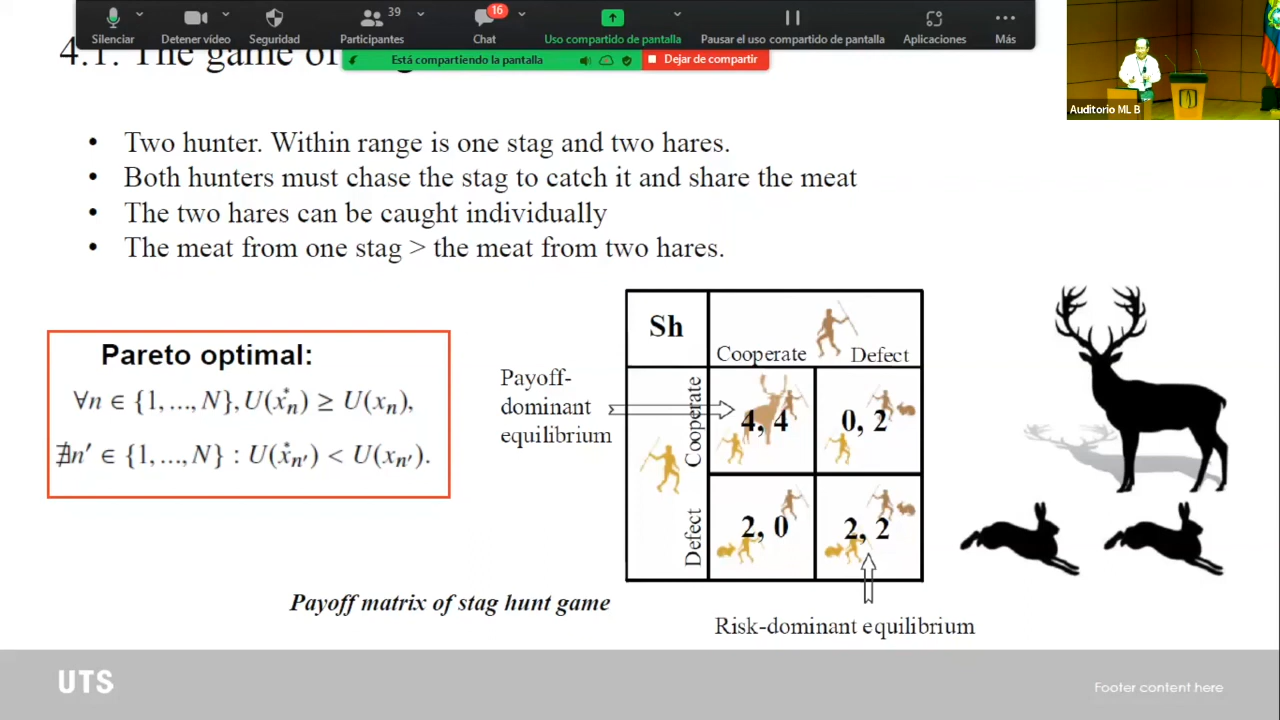 39
16
Silenciar
Detener vídeo
Seguridad
Participantes
Chat
Uso compartido de pantalla
Pausar el uso compartido de pantalla
Aplicaciones
Más
4.1. The game of
Está compartiendo la pantalla
Dejar de compartir
Auditorio ML B
• Two hunter. Within range is one stag and two hares.
• Both hunters must chase the stag to catch it and share the meat
• The two hares can be caught individually
• The meat from one stag > the meat from two hares.
Pareto optimal:
∀n ∈ {1, ..., N}, U(x*n) ≥ U(xn),
∄n′ ∈ {1, ..., N} : U(x*n′) < U(xn′).
Payoff-
dominant
equilibrium
Sh
Cooperate
Defect
Cooperate
4, 4
0, 2
Defect
2, 0
2, 2
Payoff matrix of stag hunt game
Risk-dominant equilibrium
UTS
Footer content here